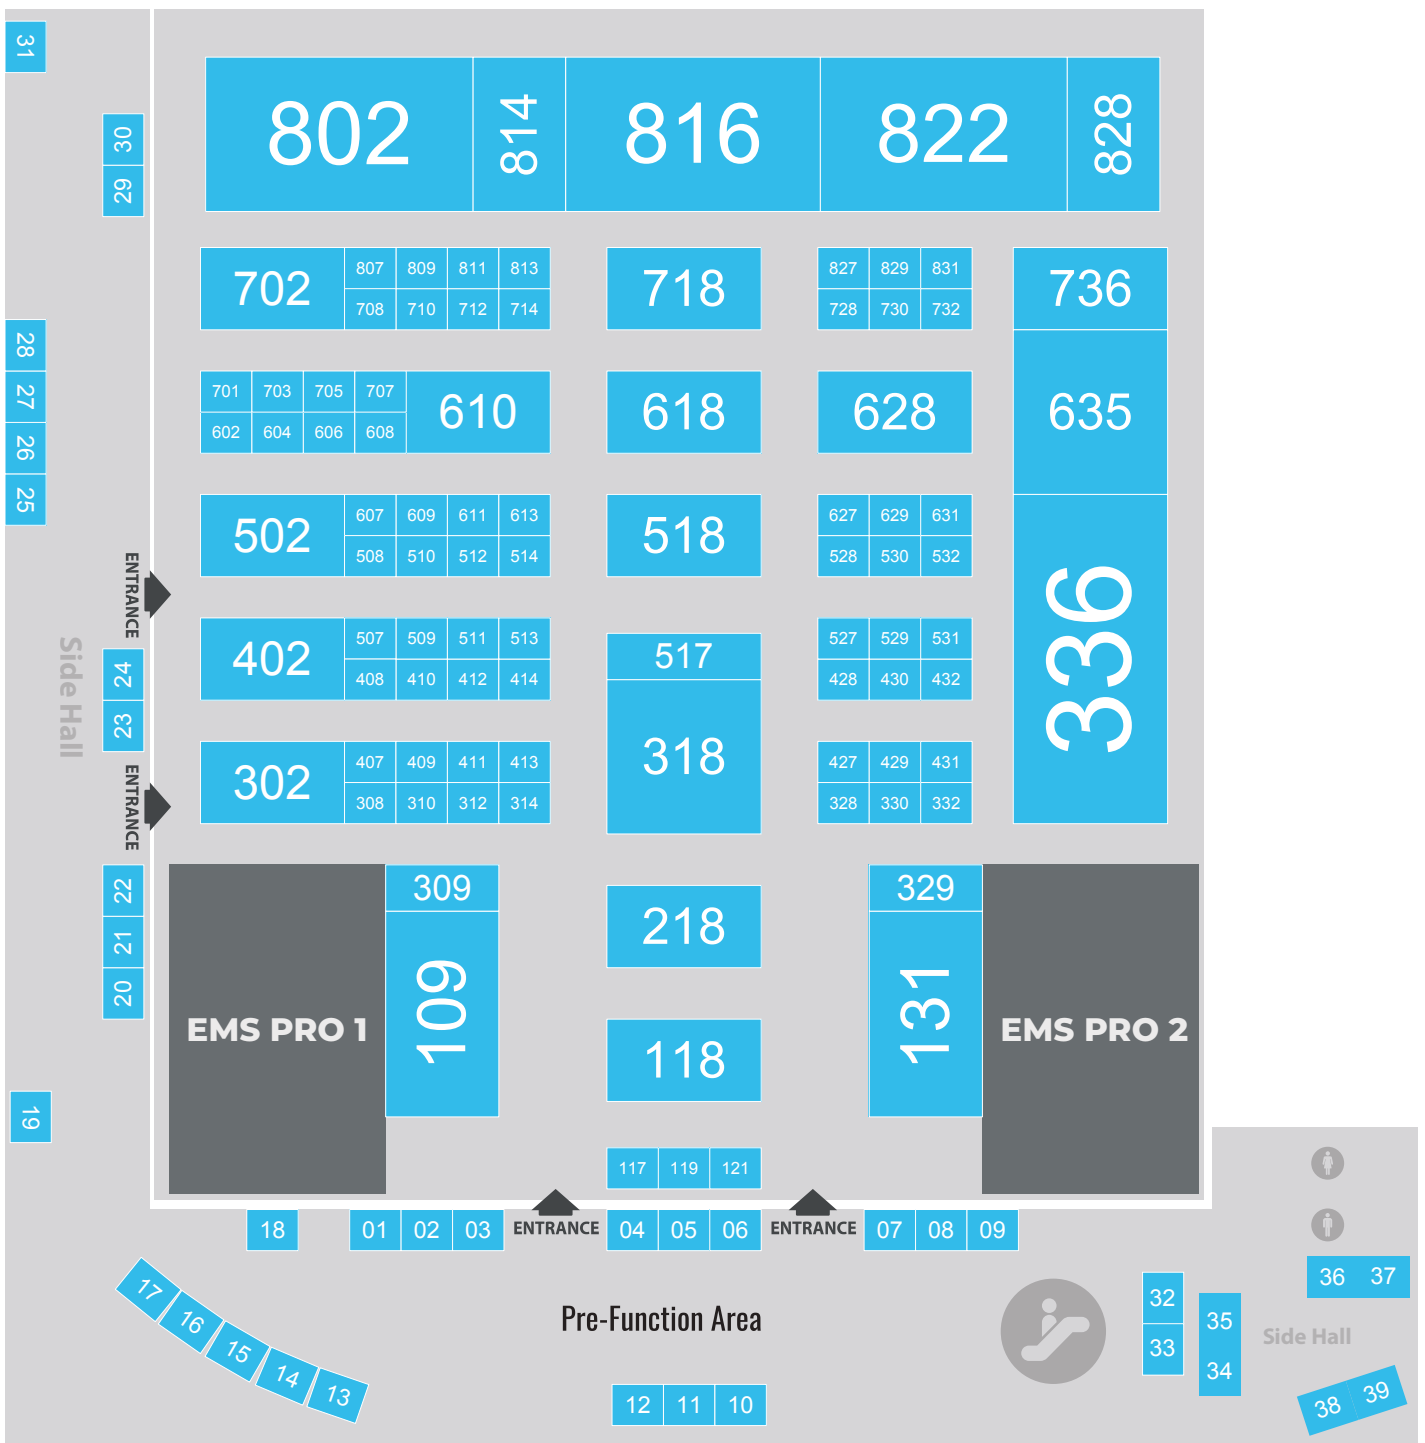 31
30
29
28
27
26
25
ENTRANCE
Side Hall
24
23
ENTRANCE
22
21
20
19
802 814 816 822 828
702 807 809 811 813 718 827 829 831 736
708 710 712 714 728 730 732
701 703 705 707 610 618 628 635
602 604 606 608
502 607 609 611 613 518 627 629 631
508 510 512 514 528 530 532
336
402 507 509 511 513 517 527 529 531
408 410 412 414 428 430 432
318
302 407 409 411 413 427 429 431
308 310 312 314 328 330 332
309 329
218
EMS PRO 1 109 118 131 EMS PRO 2
117 119 121
18 01 02 03 ENTRANCE 04 05 06 ENTRANCE 07 08 09
17
16
15
14
13
Pre-Function Area
12 11 10
32
33
35
34
36 37
Side Hall
38 39